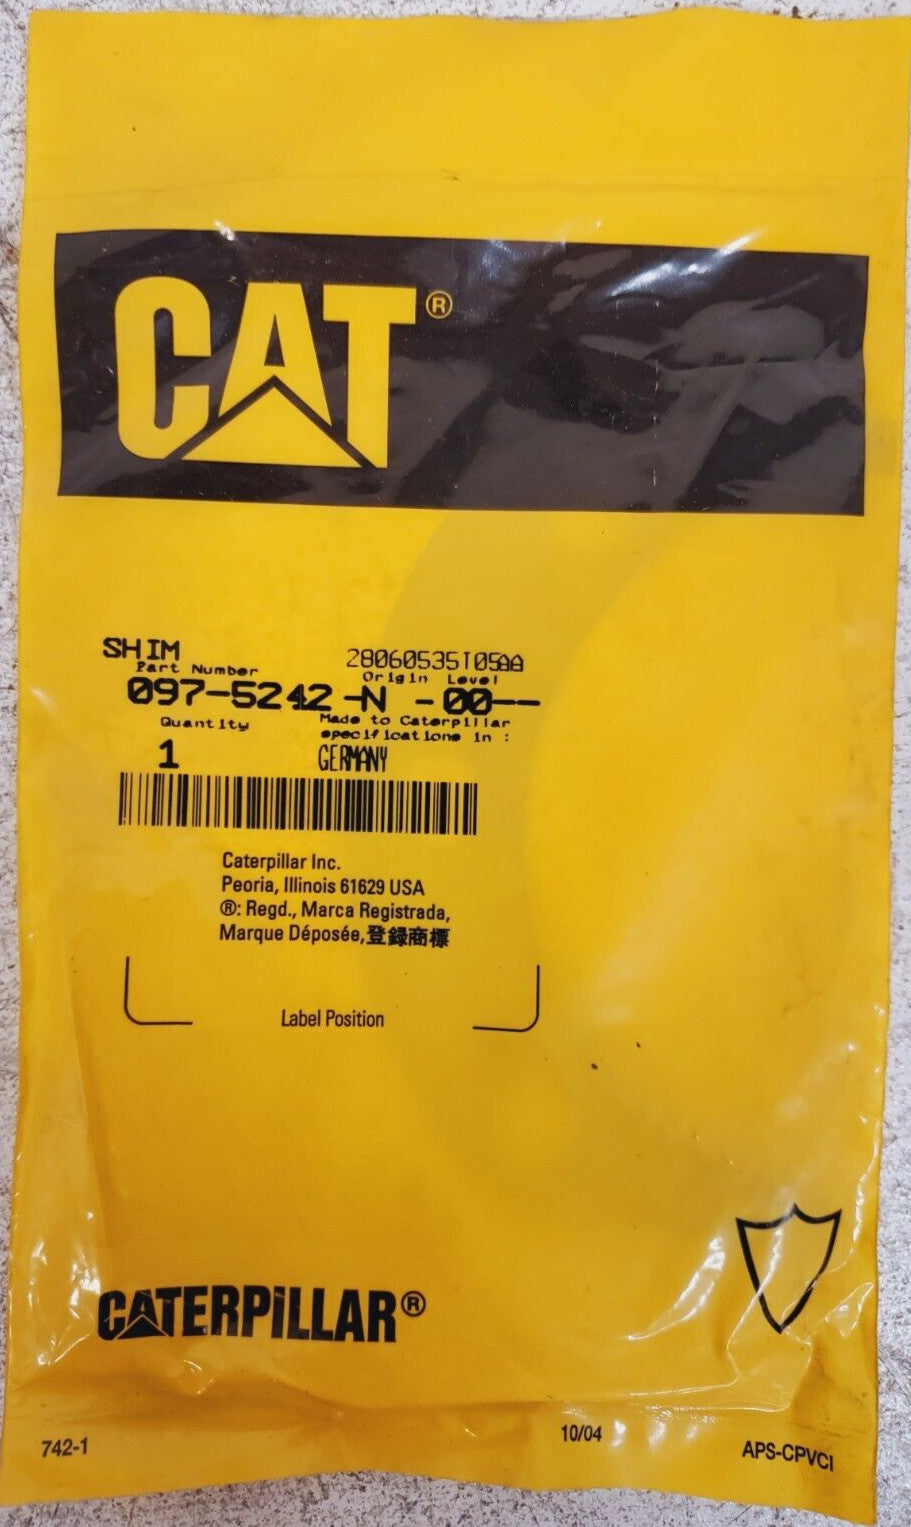 CAT®
SHIM 28060535T05AA
Part Number Origin Level
097-5242 -N - 00--
Quantity Made to Caterpillar
specifications in :
1 GERMANY
Caterpillar Inc.
Peoria, Illinois 61629 USA
®: Regd., Marca Registrada,
Marque Déposée,登録商標
Label Position
CATERPILLAR®
742-1 10/04 APS-CPVCI